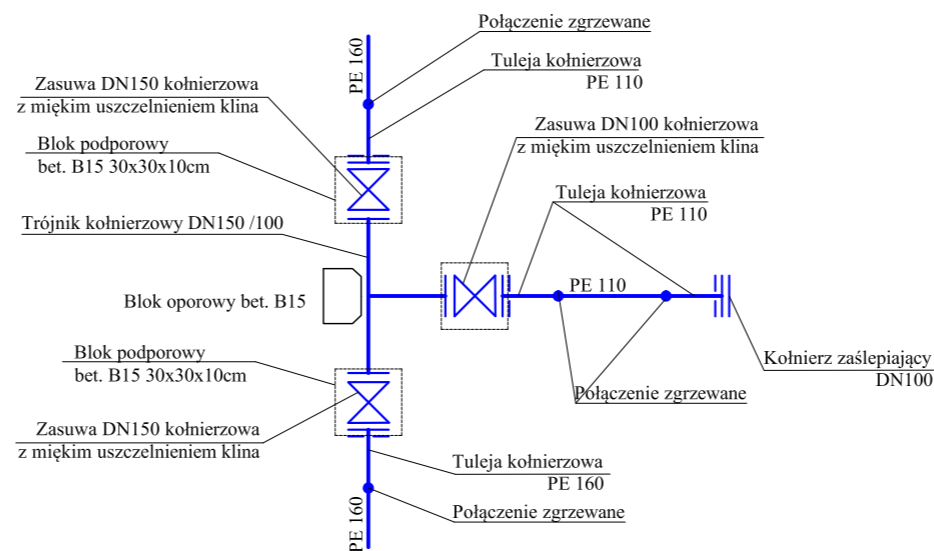 Połączenie zgrzewane
PE 160
Tuleja kołnierzowa
PE 110
Zasuwa DN150 kołnierzowa
z miękim uszczelnieniem klina
Zasuwa DN100 kołnierzowa
z miękim uszczelnieniem klina
Blok podporowy
bet. B15 30x30x10cm
Tuleja kołnierzowa
PE 110
Trójnik kołnierzowy DN150 /100
PE 110
Blok oporowy bet. B15
Blok podporowy
bet. B15 30x30x10cm
Kołnierz zaślepiający
DN100
Połączenie zgrzewane
Zasuwa DN150 kołnierzowa
z miękim uszczelnieniem klina
Tuleja kołnierzowa
PE 160
Połączenie zgrzewane
PE 160